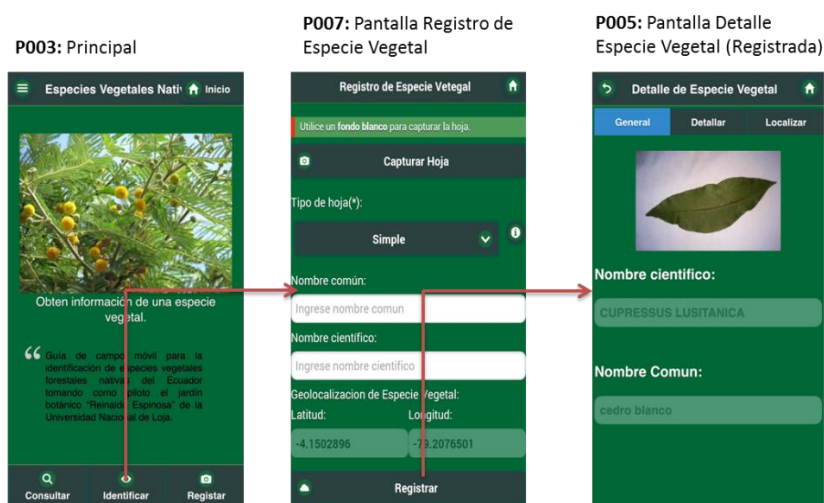 P003: Principal
Especies Vegetales Nativ
Inicio
Obten información de una especie
vegetal.
“ Guía de campo móvil para la
identificación de especies vegetales
forestales nativas del Ecuador
tomando como piloto el jardín
botánico "Reinaldo Espinosa" de la
Universidad Nacional de Loja.
Consultar
Identificar
Registar
P007: Pantalla Registro de
Especie Vegetal
Registro de Especie Vetegal
Utilice un fondo blanco para capturar la hoja.
Capturar Hoja
Tipo de hoja(*):
Simple
Nombre común:
Ingrese nombre comun
Nombre científico:
Ingrese nombre cientifico
Geolocalizacion de Especie Vegetal:
Latitud: Longitud:
-4.1502896 -79.2076501
Registrar
P005: Pantalla Detalle
Especie Vegetal (Registrada)
Detalle de Especie Vegetal
General Detallar Localizar
Nombre cientifico:
CUPRESSUS LUSITANICA
Nombre Comun:
cedro blanco